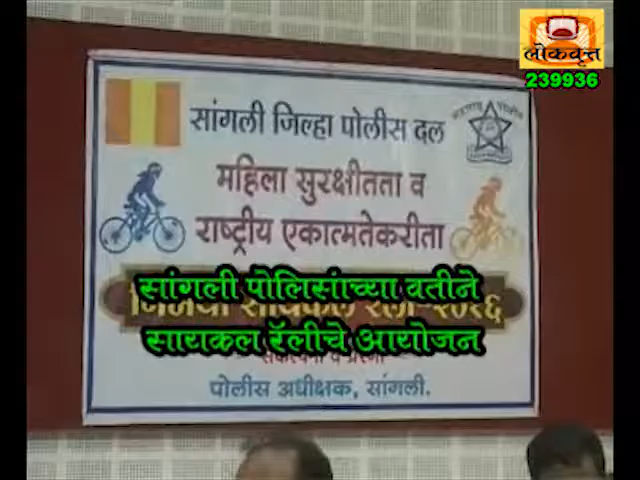 लोकवृत्त
239936
सांगली जिल्हा पोलीस दल
महिला सुरक्षीतता व
राष्ट्रीय एकात्मतेकरीता
सांगली पोलिसांच्या वतीने
सायकल रॅलीचे आयोजन
पोलीस अधीक्षक, सांगली.